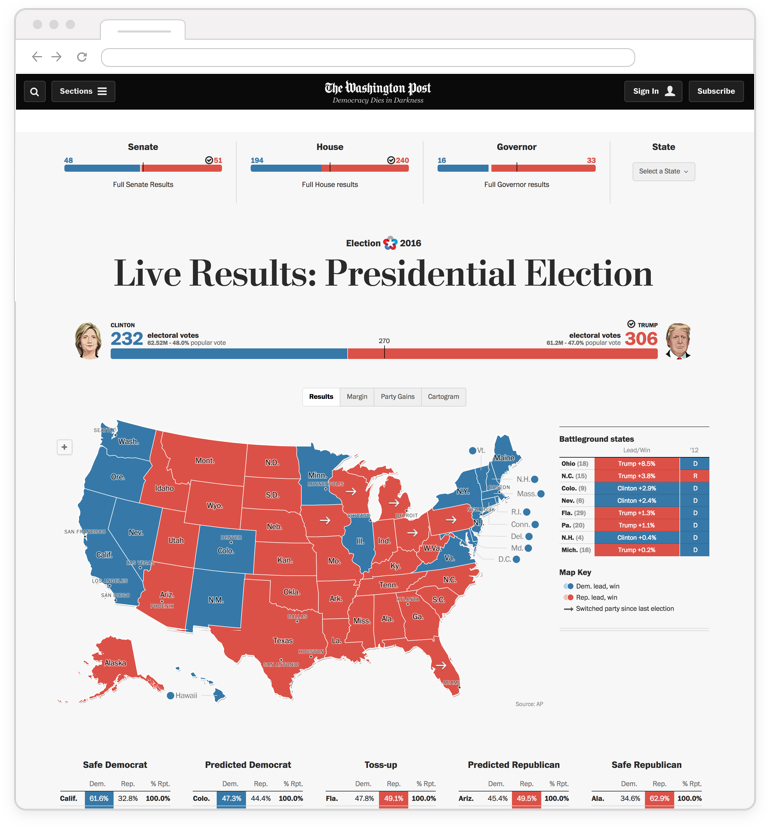 Sections
The Washington Post
Democracy Dies in Darkness
Sign In
Subscribe
Senate
48
51
Full Senate Results
House
194
240
Full House results
Governor
16
33
Full Governor results
State
Select a State
Election 2016
Live Results: Presidential Election
CLINTON
232 electoral votes
62.52M · 48.0% popular vote
270
TRUMP
electoral votes 306
61.2M · 47.0% popular vote
Results
Margin
Party Gains
Cartogram
+
Wash.
Ore.
Calif.
Nev.
Idaho
Mont.
Wyo.
Utah
Ariz.
Colo.
N.M.
N.D.
S.D.
Neb.
Kan.
Okla.
Texas
Minn.
Mo.
Ark.
La.
Ill.
Ind.
Ky.
Tenn.
Miss.
Ala.
Ga.
S.C.
N.C.
Va.
W.Va.
N.Y.
N.J.
Maine
Vt.
N.H.
Mass.
R.I.
Conn.
Del.
Md.
D.C.
Alaska
Hawaii
SAN FRANCISCO
LOS ANGELES
SAN DIEGO
LAS VEGAS
PHOENIX
DENVER
DALLAS
HOUSTON
SAN ANTONIO
MINNEAPOLIS
DETROIT
ATLANTA
Source: AP
Battleground states
Lead/Win '12
Ohio (18) Trump +8.5% D
N.C. (15) Trump +3.8% R
Colo. (9) Clinton +2.9% D
Nev. (6) Clinton +2.4% D
Fla. (29) Trump +1.3% D
Pa. (20) Trump +1.1% D
N.H. (4) Clinton +0.4% D
Mich. (16) Trump +0.2% D
Map Key
Dem. lead, win
Rep. lead, win
Switched party since last election
Safe Democrat
Dem. Rep. % Rpt.
Calif. 61.6% 32.8% 100.0%
Predicted Democrat
Dem. Rep. % Rpt.
Colo. 47.3% 44.4% 100.0%
Toss-up
Dem. Rep. % Rpt.
Fla. 47.8% 49.1% 100.0%
Predicted Republican
Dem. Rep. % Rpt.
Ariz. 45.4% 49.5% 100.0%
Safe Republican
Dem. Rep. % Rpt.
Ala. 34.6% 62.9% 100.0%